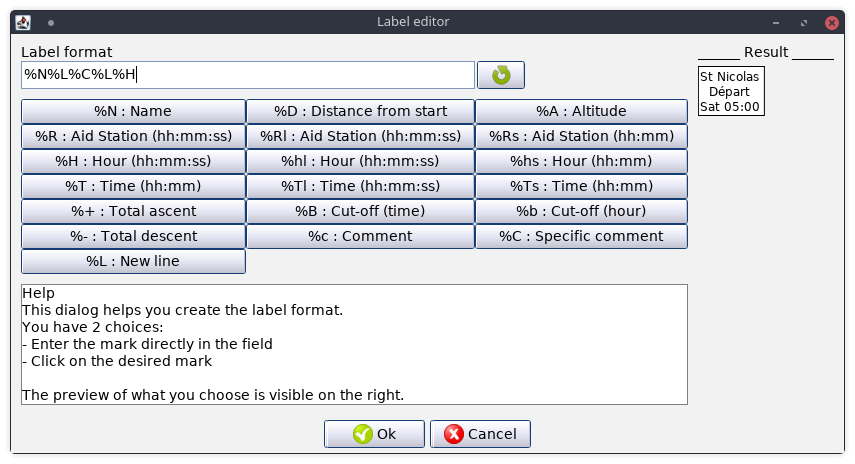 Label editor
Label format
_____ Result _____
%N%L%C%L%H
St Nicolas
Départ
Sat 05:00
%N : Name
%D : Distance from start
%A : Altitude
%R : Aid Station (hh:mm:ss)
%Rl : Aid Station (hh:mm:ss)
%Rs : Aid Station (hh:mm)
%H : Hour (hh:mm:ss)
%hl : Hour (hh:mm:ss)
%hs : Hour (hh:mm)
%T : Time (hh:mm)
%Tl : Time (hh:mm:ss)
%Ts : Time (hh:mm)
%+ : Total ascent
%B : Cut-off (time)
%b : Cut-off (hour)
%- : Total descent
%c : Comment
%C : Specific comment
%L : New line
Help
This dialog helps you create the label format.
You have 2 choices:
- Enter the mark directly in the field
- Click on the desired mark
The preview of what you choose is visible on the right.
Ok
Cancel